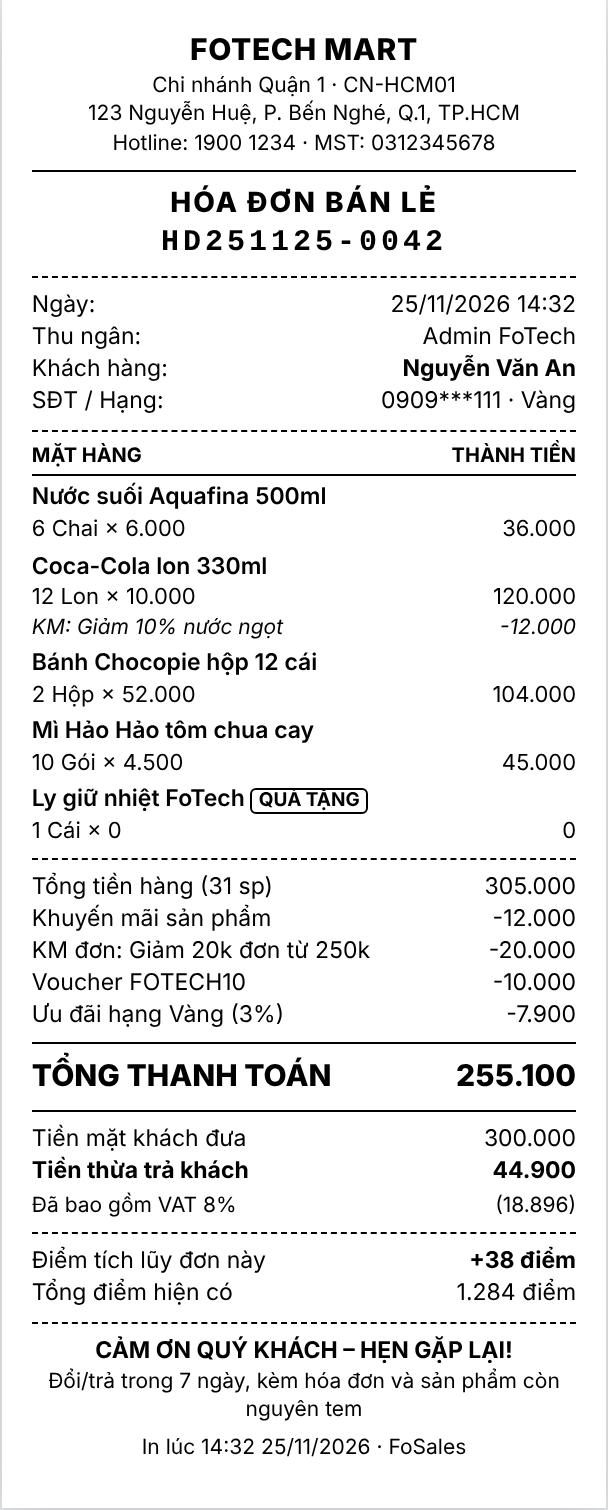 FOTECH MART
Chi nhánh Quận 1 · CN-HCM01
123 Nguyễn Huệ, P. Bến Nghé, Q.1, TP.HCM
Hotline: 1900 1234 · MST: 0312345678
HÓA ĐƠN BÁN LẺ
HD251125-0042
Ngày: 25/11/2026 14:32
Thu ngân: Admin FoTech
Khách hàng: Nguyễn Văn An
SĐT / Hạng: 0909***111 · Vàng
MẶT HÀNG THÀNH TIỀN
Nước suối Aquafina 500ml
6 Chai × 6.000 36.000
Coca-Cola lon 330ml
12 Lon × 10.000 120.000
KM: Giảm 10% nước ngọt -12.000
Bánh Chocopie hộp 12 cái
2 Hộp × 52.000 104.000
Mì Hảo Hảo tôm chua cay
10 Gói × 4.500 45.000
Ly giữ nhiệt FoTech QUÀ TẶNG
1 Cái × 0 0
Tổng tiền hàng (31 sp) 305.000
Khuyến mãi sản phẩm -12.000
KM đơn: Giảm 20k đơn từ 250k -20.000
Voucher FOTECH10 -10.000
Ưu đãi hạng Vàng (3%) -7.900
TỔNG THANH TOÁN 255.100
Tiền mặt khách đưa 300.000
Tiền thừa trả khách 44.900
Đã bao gồm VAT 8% (18.896)
Điểm tích lũy đơn này +38 điểm
Tổng điểm hiện có 1.284 điểm
CẢM ƠN QUÝ KHÁCH – HẸN GẶP LẠI!
Đổi/trả trong 7 ngày, kèm hóa đơn và sản phẩm còn
nguyên tem
In lúc 14:32 25/11/2026 · FoSales